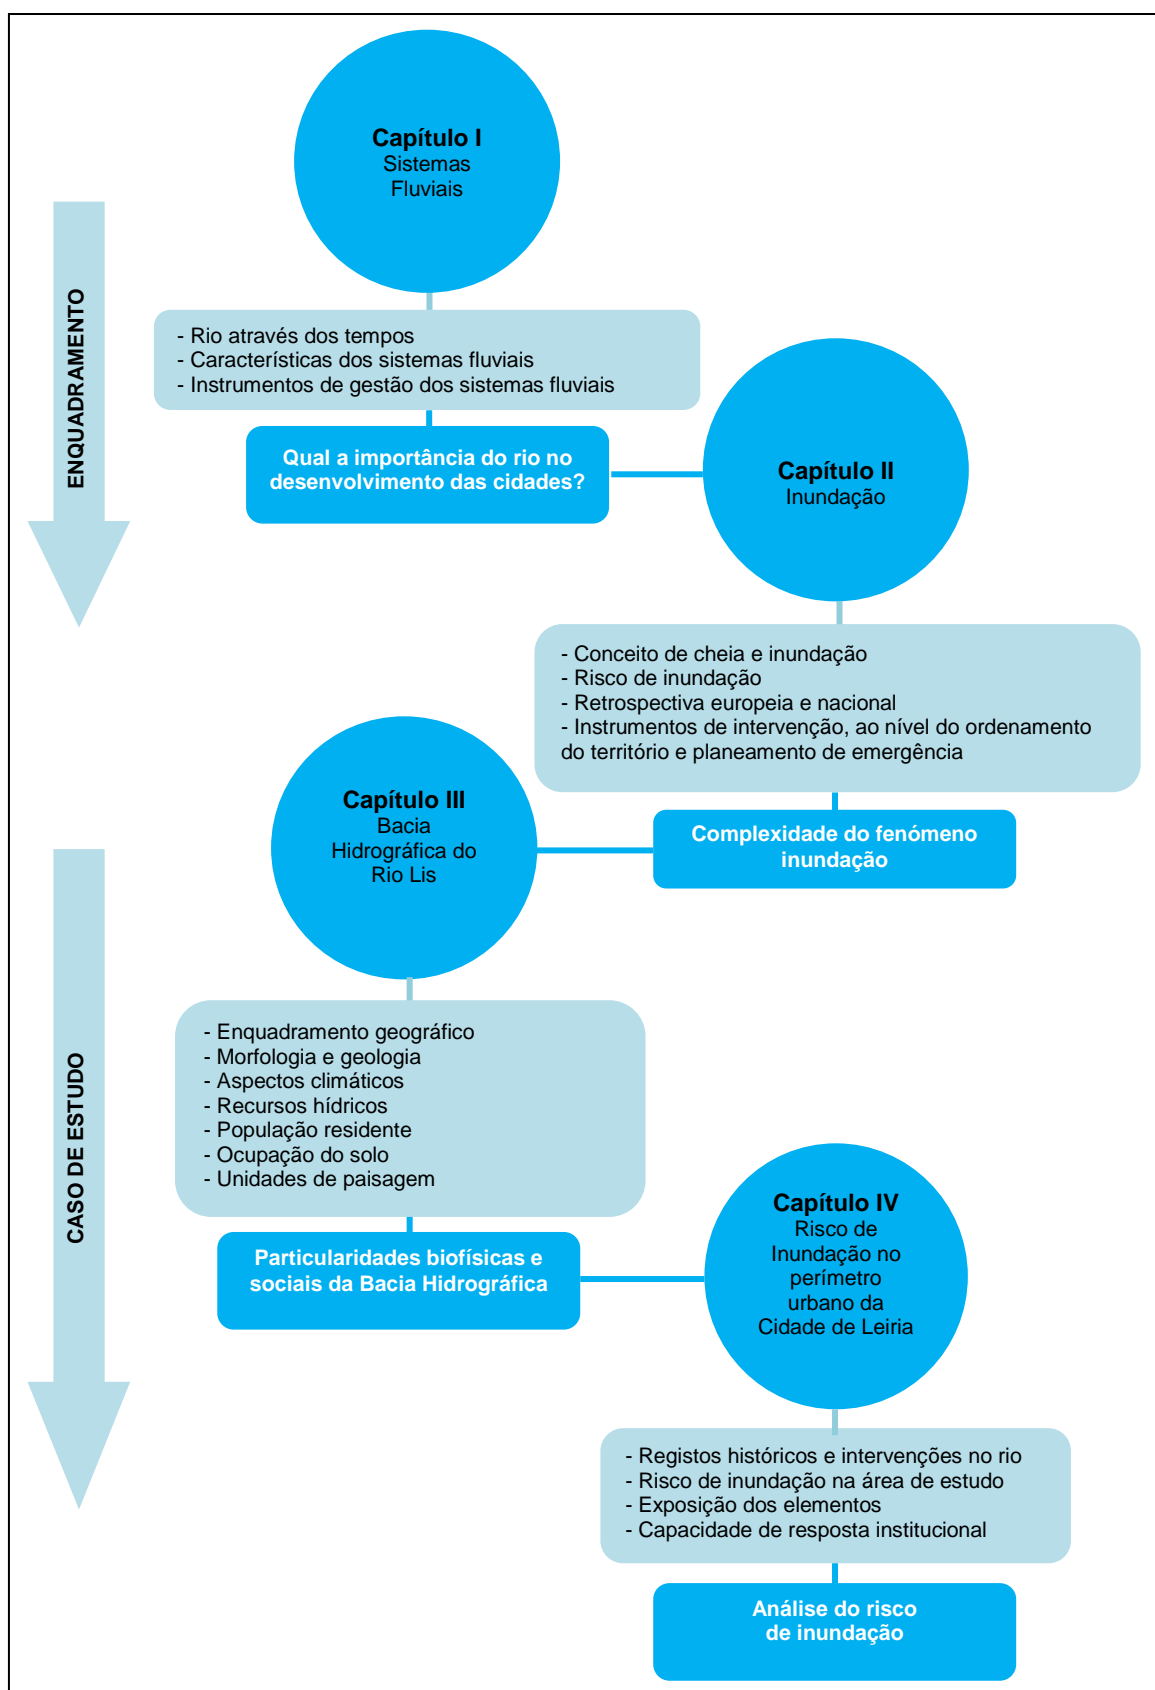 Capítulo I
Sistemas
Fluviais
ENQUADRAMENTO
- Rio através dos tempos
- Características dos sistemas fluviais
- Instrumentos de gestão dos sistemas fluviais
Qual a importância do rio no
desenvolvimento das cidades?
Capítulo II
Inundação
- Conceito de cheia e inundação
- Risco de inundação
- Retrospectiva europeia e nacional
- Instrumentos de intervenção, ao nível do ordenamento
do território e planeamento de emergência
Complexidade do fenómeno
inundação
Capítulo III
Bacia
Hidrográfica do
Rio Lis
CASO DE ESTUDO
- Enquadramento geográfico
- Morfologia e geologia
- Aspectos climáticos
- Recursos hídricos
- População residente
- Ocupação do solo
- Unidades de paisagem
Particularidades biofísicas e
sociais da Bacia Hidrográfica
Capítulo IV
Risco de
Inundação no
perímetro
urbano da
Cidade de Leiria
- Registos históricos e intervenções no rio
- Risco de inundação na área de estudo
- Exposição dos elementos
- Capacidade de resposta institucional
Análise do risco
de inundação